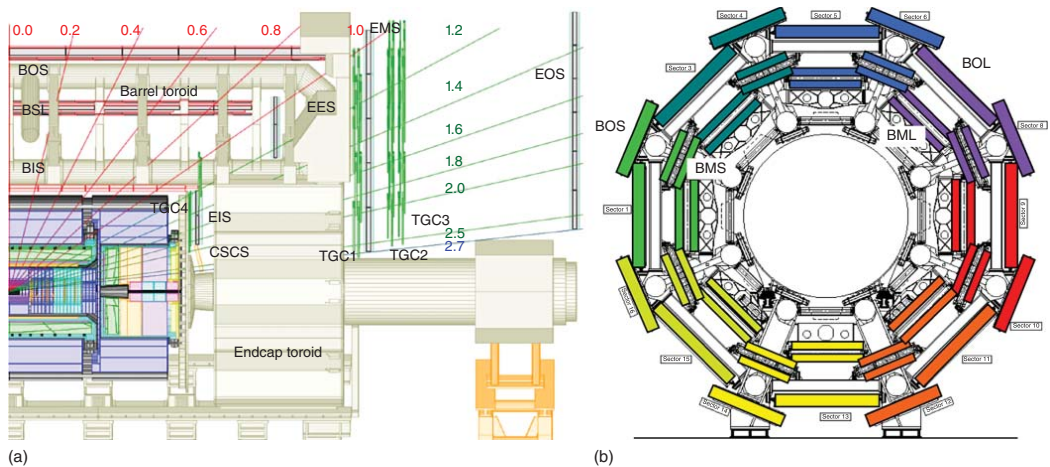 0.0 0.2 0.4 0.6 0.8 1.0 EMS 1.2
BOS
Barrel toroid
EES
EOS
BSL
1.4
BIS
1.6
1.8
TGC4
2.0
EIS
TGC3
CSCS
2.5
TGC1
2.7
TGC2
Endcap toroid
(a)
Sector 4
Sector 5
Sector 6
Sector 3
BOL
BOS
Sector 8
BML
BMS
Sector 1
Sector 9
Sector 16
Sector 10
Sector 15
Sector 11
Sector 14
Sector 13
Sector 12
(b)